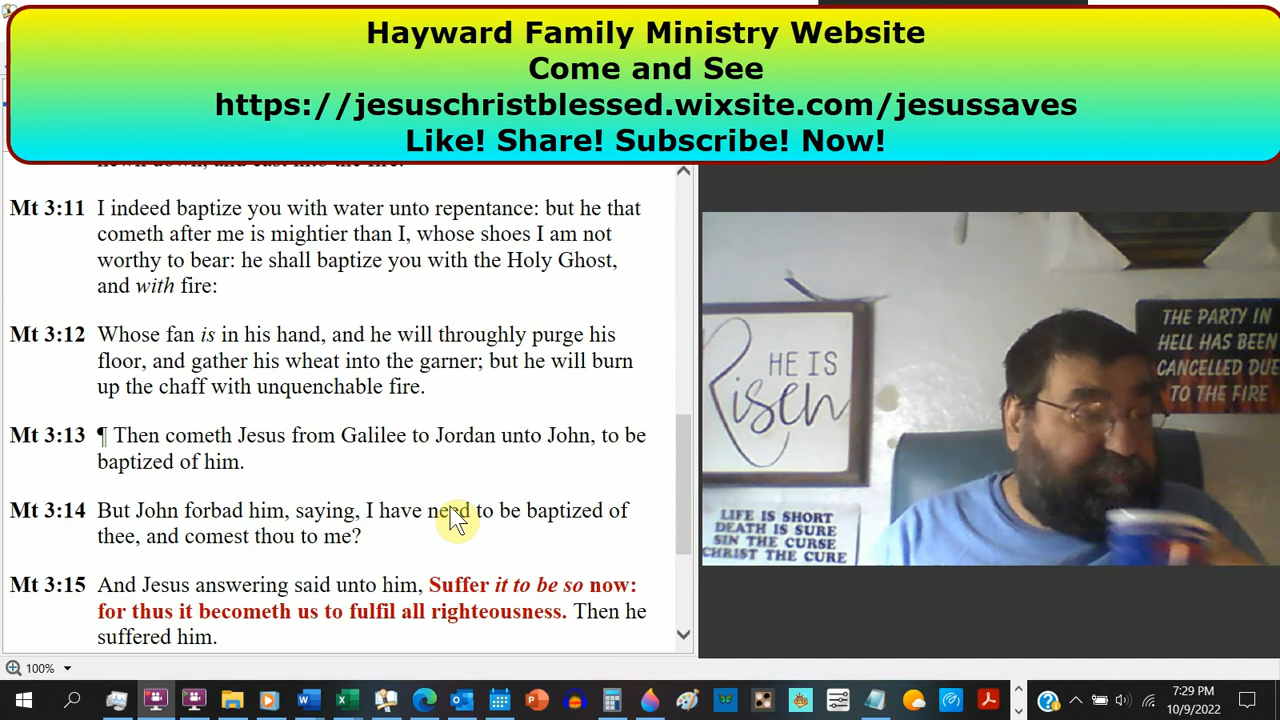 Hayward Family Ministry Website
Come and See
https://jesuschristblessed.wixsite.com/jesussaves
Like! Share! Subscribe! Now!
hewn down, and cast into the fire.
Mt 3:11 I indeed baptize you with water unto repentance: but he that
cometh after me is mightier than I, whose shoes I am not
worthy to bear: he shall baptize you with the Holy Ghost,
and with fire:
Mt 3:12 Whose fan is in his hand, and he will throughly purge his
floor, and gather his wheat into the garner; but he will burn
up the chaff with unquenchable fire.
Mt 3:13 ¶ Then cometh Jesus from Galilee to Jordan unto John, to be
baptized of him.
Mt 3:14 But John forbad him, saying, I have need to be baptized of
thee, and comest thou to me?
Mt 3:15 And Jesus answering said unto him, Suffer it to be so now:
for thus it becometh us to fulfil all righteousness. Then he
suffered him.
100%
HE IS
Risen
THE PARTY IN
HELL HAS BEEN
CANCELLED DUE
TO THE FIRE
LIFE IS SHORT
DEATH IS SURE
SIN THE CURSE
CHRIST THE CURE
7:29 PM
10/9/2022